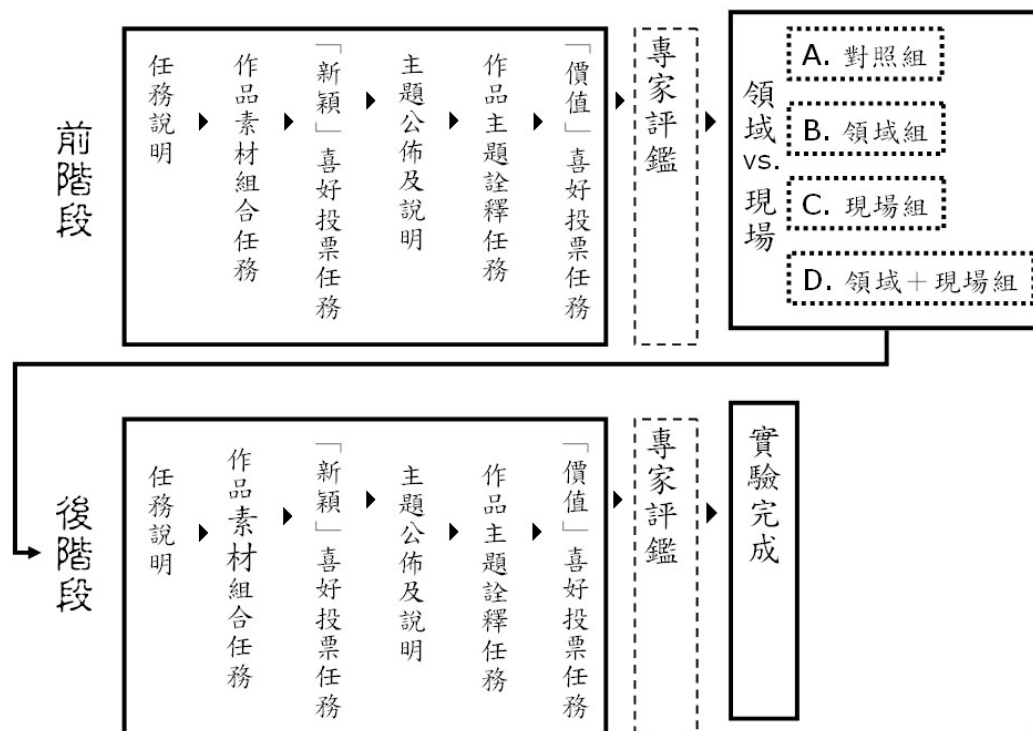 前階段
任務說明
作品素材組合任務
「新穎」喜好投票任務
主題公佈及說明
作品主題詮釋任務
「價值」喜好投票任務
專家評鑑
領域vs.現場
A. 對照組
B. 領域組
C. 現場組
D. 領域＋現場組
後階段
任務說明
作品素材組合任務
「新穎」喜好投票任務
主題公佈及說明
作品主題詮釋任務
「價值」喜好投票任務
專家評鑑
實驗完成